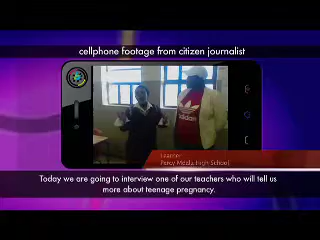 cellphone footage from citizen journalist
adidas
Learner
Percy Mdala High School
Today we are going to interview one of our teachers who will tell us
more about teenage pregnancy.